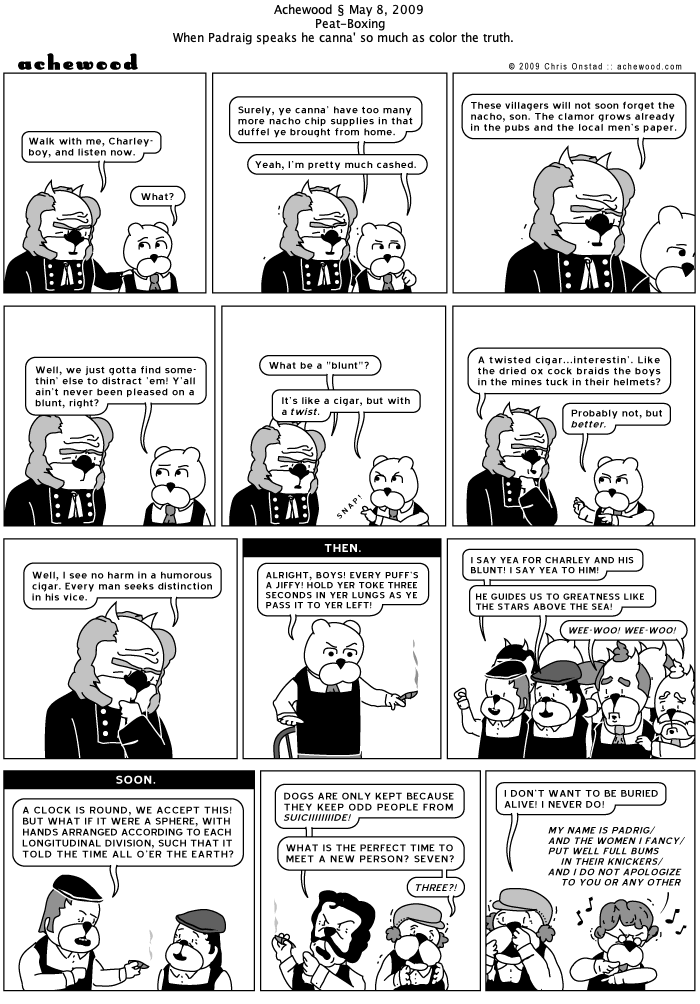 Achewood § May 8, 2009
Peat-Boxing
When Padraig speaks he canna' so much as color the truth.
achewood
© 2009 Chris Onstad :: achewood.com
Walk with me, Charley-
boy, and listen now.
What?
Surely, ye canna' have too many
more nacho chip supplies in that
duffel ye brought from home.
Yeah, I'm pretty much cashed.
These villagers will not soon forget the
nacho, son. The clamor grows already
in the pubs and the local men's paper.
Well, we just gotta find some-
thin' else to distract 'em! Y'all
ain't never been pleased on a
blunt, right?
What be a "blunt"?
It's like a cigar, but with
a twist.
SNAP!
A twisted cigar...interestin'. Like
the dried ox cock braids the boys
in the mines tuck in their helmets?
Probably not, but
better.
Well, I see no harm in a humorous
cigar. Every man seeks distinction
in his vice.
THEN.
ALRIGHT, BOYS! EVERY PUFF'S
A JIFFY! HOLD YER TOKE THREE
SECONDS IN YER LUNGS AS YE
PASS IT TO YER LEFT!
I SAY YEA FOR CHARLEY AND HIS
BLUNT! I SAY YEA TO HIM!
HE GUIDES US TO GREATNESS LIKE
THE STARS ABOVE THE SEA!
WEE-WOO! WEE-WOO!
SOON.
A CLOCK IS ROUND, WE ACCEPT THIS!
BUT WHAT IF IT WERE A SPHERE, WITH
HANDS ARRANGED ACCORDING TO EACH
LONGITUDINAL DIVISION, SUCH THAT IT
TOLD THE TIME ALL O'ER THE EARTH?
DOGS ARE ONLY KEPT BECAUSE
THEY KEEP ODD PEOPLE FROM
SUICIIIIIIIIDE!
WHAT IS THE PERFECT TIME TO
MEET A NEW PERSON? SEVEN?
THREE?!
I DON'T WANT TO BE BURIED
ALIVE! I NEVER DO!
MY NAME IS PADRIG/
AND THE WOMEN I FANCY/
PUT WELL FULL BUMS
IN THEIR KNICKERS/
AND I DO NOT APOLOGIZE
TO YOU OR ANY OTHER